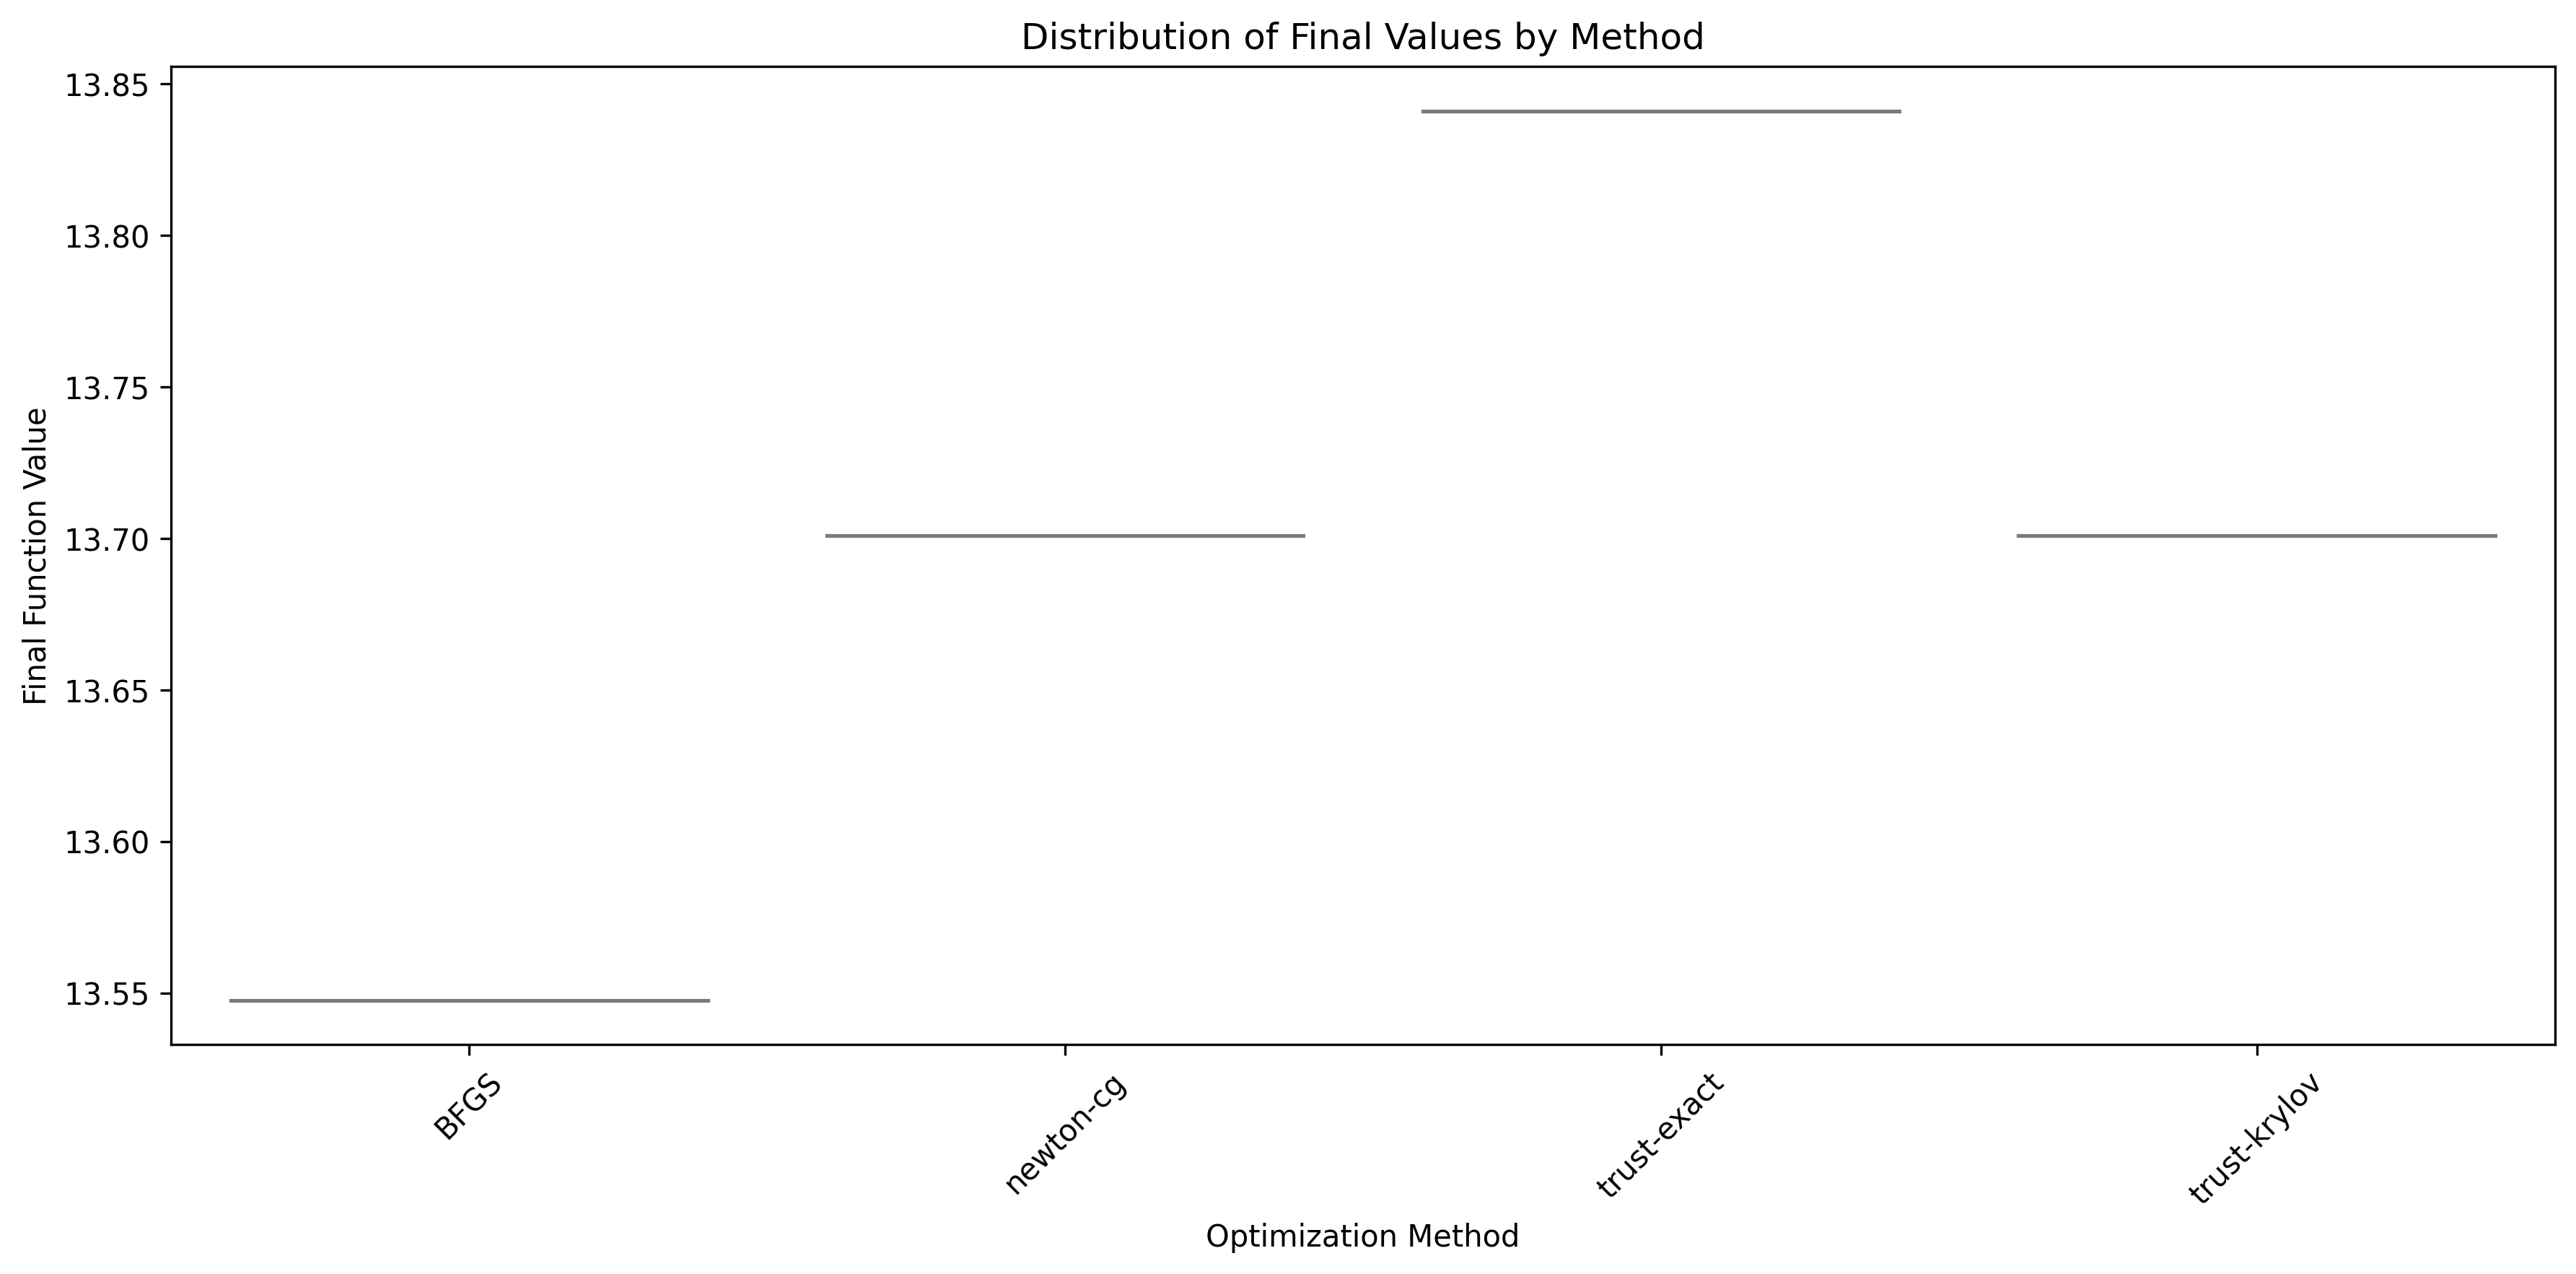 Distribution of Final Values by Method
Final Function Value
13.85
13.80
13.75
13.70
13.65
13.60
13.55
BFGS
newton-cg
trust-exact
trust-krylov
Optimization Method